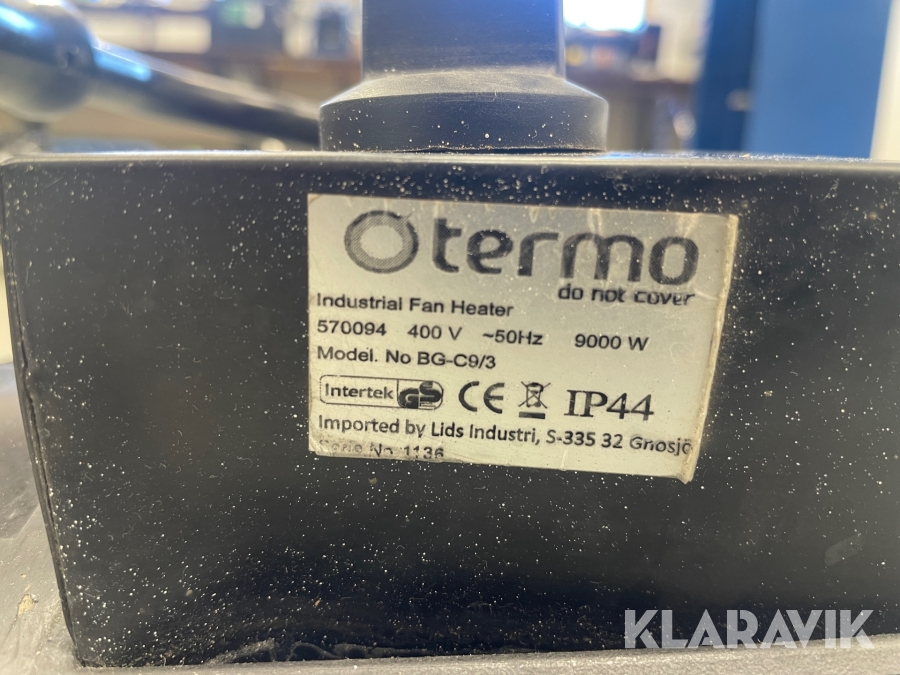 termo
do not cover
Industrial Fan Heater
570094 400 V ~50Hz 9000 W
Model. No BG-C9/3
Intertek GS CE IP44
Imported by Lids Industri, S-335 32 Gnosjö
No 1136
KLARAVIK